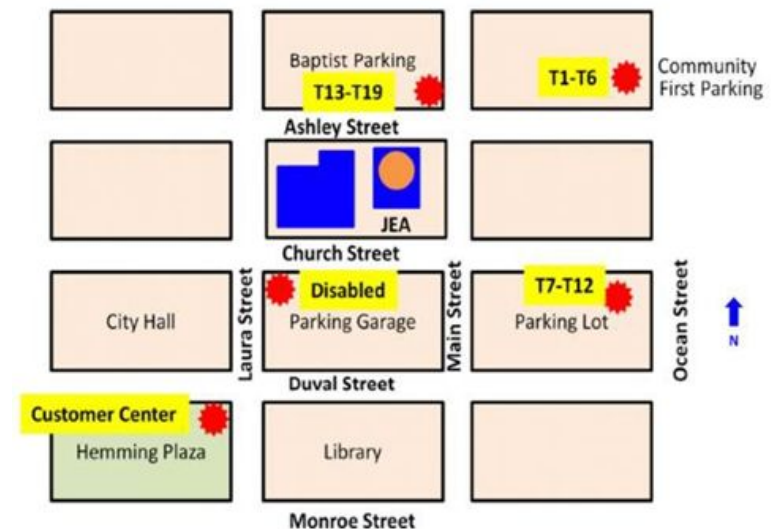 Baptist Parking
T13-T19
T1-T6
Community
First Parking
Ashley Street
JEA
Church Street
Laura Street
Main Street
Ocean Street
Disabled
T7-T12
City Hall
Parking Garage
Parking Lot
N
Duval Street
Customer Center
Hemming Plaza
Library
Monroe Street